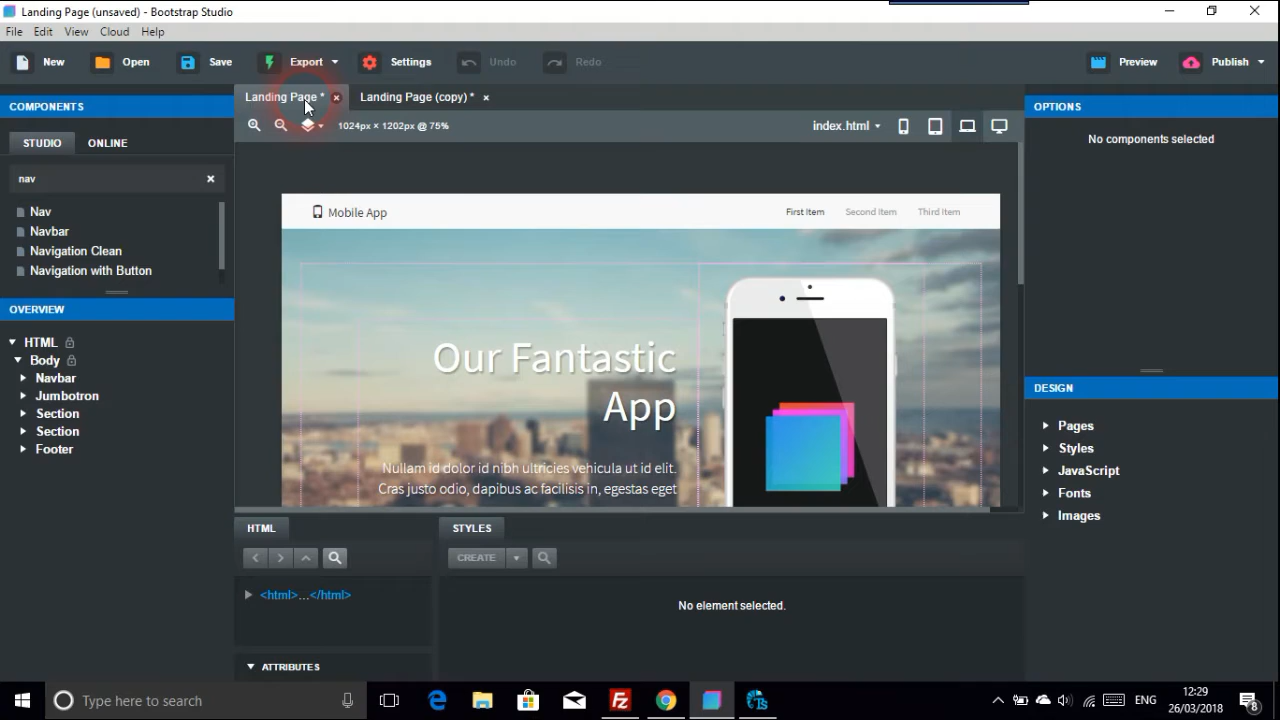 Landing Page (unsaved) - Bootstrap Studio
File Edit View Cloud Help
New Open Save Export Settings Undo Redo Preview Publish
COMPONENTS
Landing Page * Landing Page (copy) *
OPTIONS
STUDIO ONLINE
1024px × 1202px @ 75%
index.html
No components selected
nav
Nav
Navbar
Navigation Clean
Navigation with Button
Mobile App
First Item Second Item Third Item
OVERVIEW
HTML
Body
Navbar
Jumbotron
Section
Section
Footer
Our Fantastic
App
Nullam id dolor id nibh ultricies vehicula ut id elit.
Cras justo odio, dapibus ac facilisis in, egestas eget
DESIGN
Pages
Styles
JavaScript
Fonts
Images
HTML
STYLES
CREATE
<html>...</html>
No element selected.
ATTRIBUTES
Type here to search
Fz
Ts
ENG
12:29
26/03/2018
8